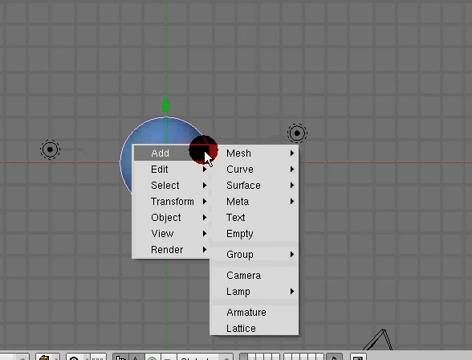 Add
Edit
Select
Transform
Object
View
Render
Mesh
Curve
Surface
Meta
Text
Empty
Group
Camera
Lamp
Armature
Lattice